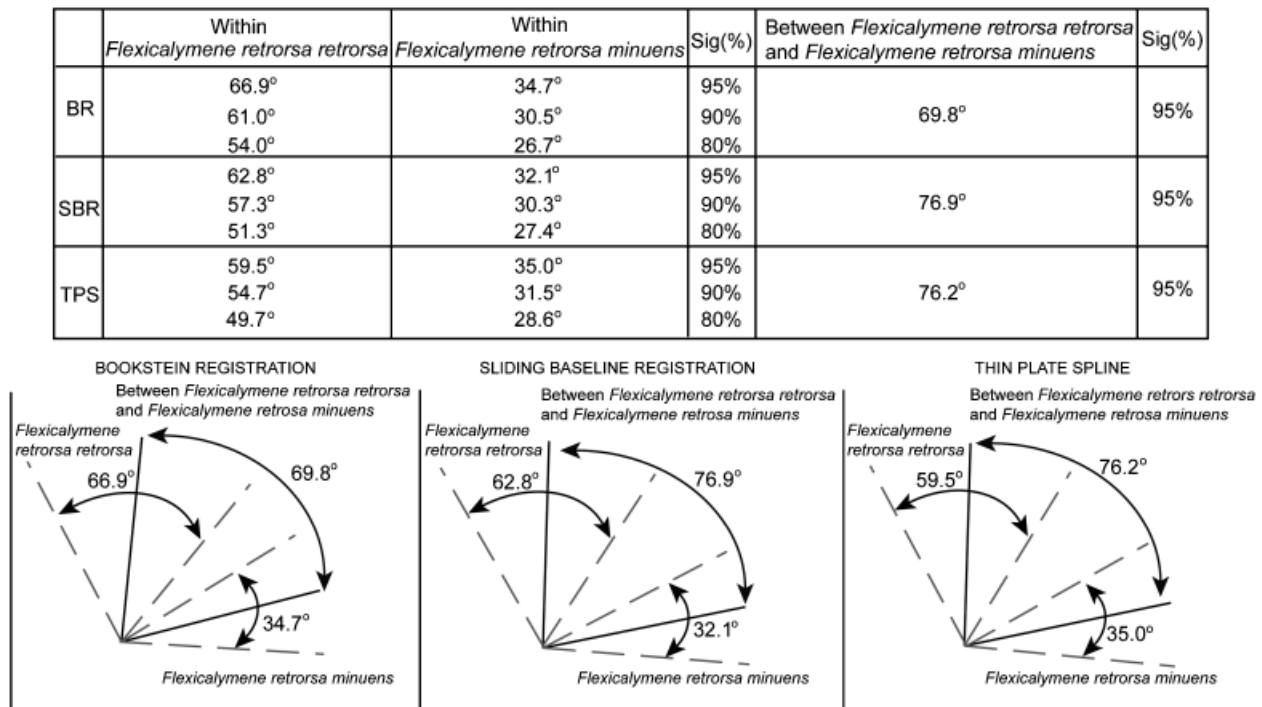 Within Flexicalymene retrorsa retrorsa
Within Flexicalymene retrorsa minuens
Sig(%)
Between Flexicalymene retrorsa retrorsa
and Flexicalymene retrorsa minuens
Sig(%)
BR
66.9° 34.7° 95%
61.0° 30.5° 90%
54.0° 26.7° 80%
69.8° 95%
SBR
62.8° 32.1° 95%
57.3° 30.3° 90%
51.3° 27.4° 80%
76.9° 95%
TPS
59.5° 35.0° 95%
54.7° 31.5° 90%
49.7° 28.6° 80%
76.2° 95%
BOOKSTEIN REGISTRATION
Between Flexicalymene retrorsa retrorsa
and Flexicalymene retrosa minuens
Flexicalymene
retrorsa retrorsa
66.9°
69.8°
34.7°
Flexicalymene retrorsa minuens
SLIDING BASELINE REGISTRATION
Between Flexicalymene retrorsa retrorsa
and Flexicalymene retrosa minuens
Flexicalymene
retrorsa retrorsa
62.8°
76.9°
32.1°
Flexicalymene retrorsa minuens
THIN PLATE SPLINE
Between Flexicalymene retrors retrorsa
and Flexicalymene retrosa minuens
Flexicalymene
retrorsa retrorsa
59.5°
76.2°
35.0°
Flexicalymene retrorsa minuens